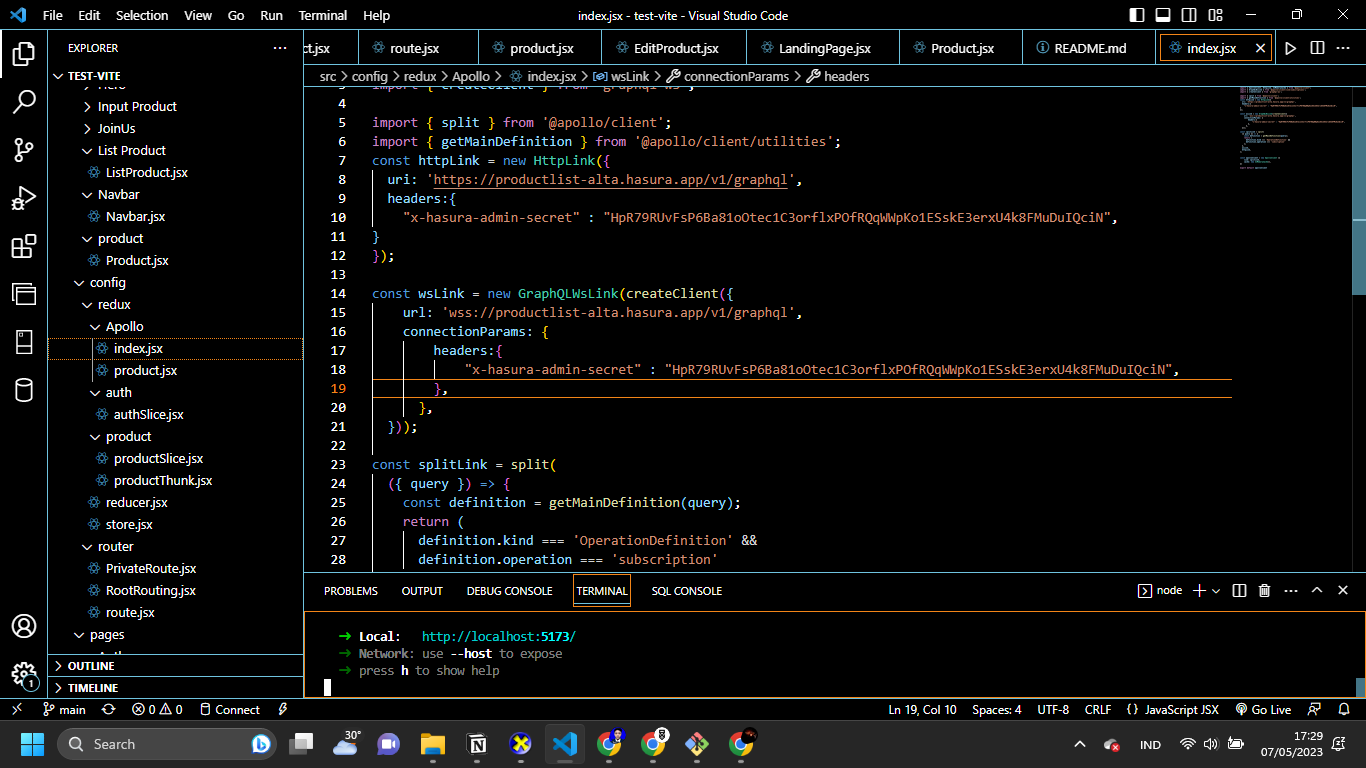 File Edit Selection View Go Run Terminal Help
index.jsx - test-vite - Visual Studio Code
EXPLORER
TEST-VITE
Hero
Input Product
JoinUs
List Product
ListProduct.jsx
Navbar
Navbar.jsx
product
Product.jsx
config
redux
Apollo
index.jsx
product.jsx
auth
authSlice.jsx
product
productSlice.jsx
productThunk.jsx
reducer.jsx
store.jsx
router
PrivateRoute.jsx
RootRouting.jsx
route.jsx
pages
OUTLINE
TIMELINE
ct.jsx route.jsx product.jsx EditProduct.jsx LandingPage.jsx Product.jsx README.md index.jsx
src > config > redux > Apollo > index.jsx > wsLink > connectionParams > headers
3 import { createClient } from 'graphql-ws';
4
5 import { split } from '@apollo/client';
6 import { getMainDefinition } from '@apollo/client/utilities';
7 const httpLink = new HttpLink({
8 uri: 'https://productlist-alta.hasura.app/v1/graphql',
9 headers:{
10 "x-hasura-admin-secret" : "HpR79RUvFsP6Ba81oOtec1C3orflxPOfRQqWWpKo1ESskE3erxU4k8FMuDuIQciN",
11 }
12 });
13
14 const wsLink = new GraphQLWsLink(createClient({
15 url: 'wss://productlist-alta.hasura.app/v1/graphql',
16 connectionParams: {
17 headers:{
18 "x-hasura-admin-secret" : "HpR79RUvFsP6Ba81oOtec1C3orflxPOfRQqWWpKo1ESskE3erxU4k8FMuDuIQciN",
19 },
20 },
21 }));
22
23 const splitLink = split(
24 ({ query }) => {
25 const definition = getMainDefinition(query);
26 return (
27 definition.kind === 'OperationDefinition' &&
28 definition.operation === 'subscription'
PROBLEMS OUTPUT DEBUG CONSOLE TERMINAL SQL CONSOLE
node
➜ Local: http://localhost:5173/
➜ Network: use --host to expose
➜ press h to show help
1
main 0 0 Connect
Ln 19, Col 10 Spaces: 4 UTF-8 CRLF {} JavaScript JSX Go Live
Search
30°
IND
17:29
07/05/2023